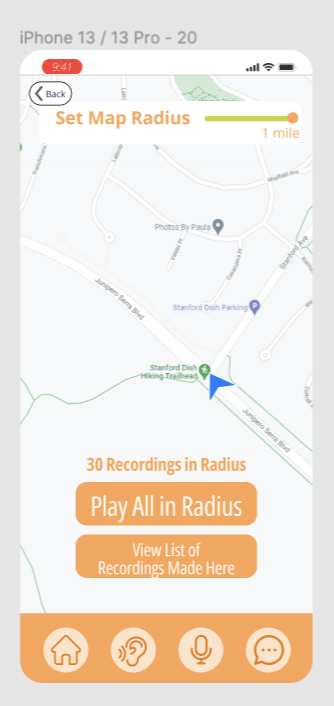 iPhone 13 / 13 Pro - 20
9:41
Back
Set Map Radius
1 mile
Mayfield Ave
Photos By Paula
Stanford Ave
Junipero Serra Blvd
Stanford Dish Parking
P
Stanford Dish
Hiking Trailhead
Junipero Serra Blvd
30 Recordings in Radius
Play All in Radius
View List of
Recordings Made Here